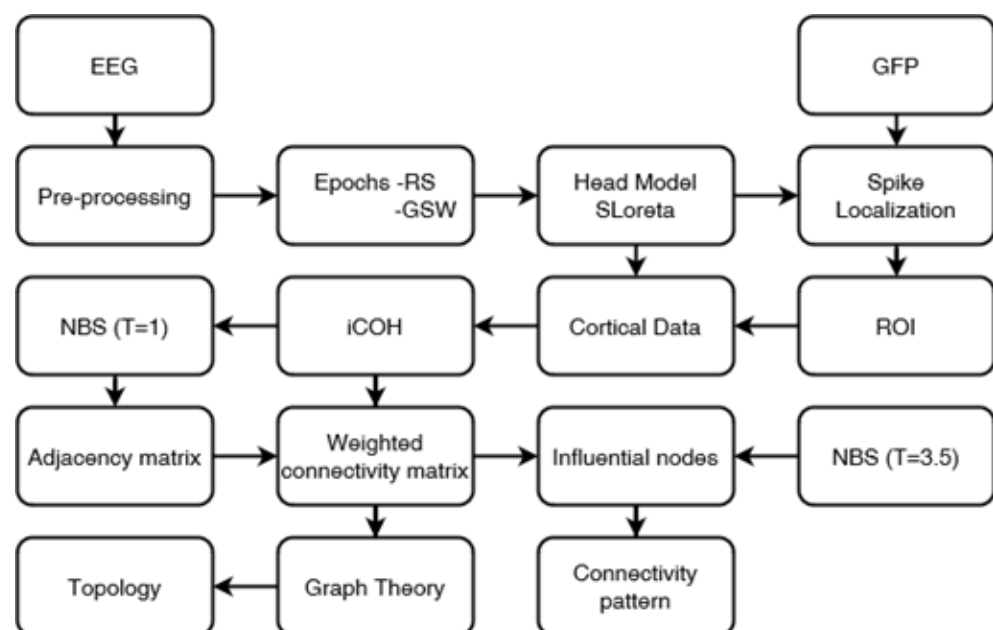 EEG
GFP
Pre-processing
Epochs -RS
-GSW
Head Model
SLoreta
Spike
Localization
NBS (T=1)
iCOH
Cortical Data
ROI
Adjacency matrix
Weighted
connectivity matrix
Influential nodes
NBS (T=3.5)
Topology
Graph Theory
Connectivity
pattern